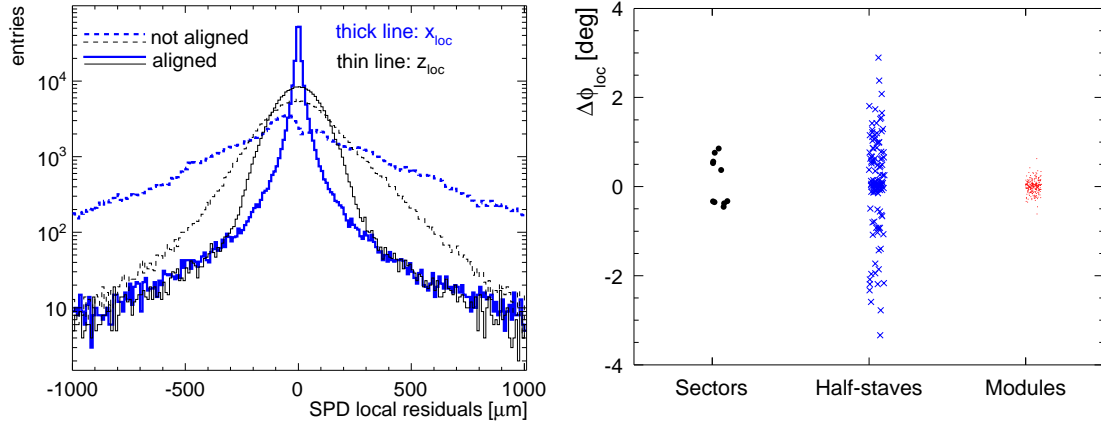 entries
not aligned
aligned
thick line: x_loc
thin line: z_loc
10^4
10^3
10^2
10
-1000
-500
0
500
1000
SPD local residuals [μm]
Δϕ_loc [deg]
4
2
0
-2
-4
Sectors
Half-staves
Modules